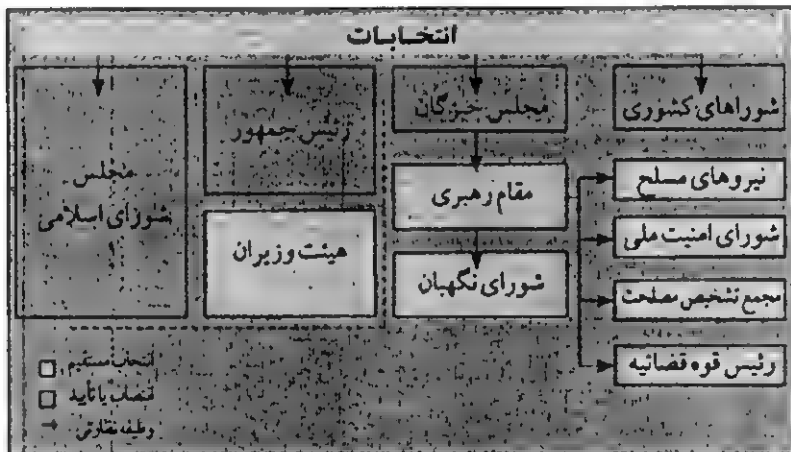 انتخابات
شوراهای کشوری
مجلس خبرگان
رئیس جمهور
مجلس
شورای اسلامی
نیروهای مسلح
مقام رهبری
شورای امنیت ملی
هیئت وزیران
شورای نگهبان
مجمع تشخیص مصلحت
رئیس قوه قضائیه
انتخاب مستقیم
انتصاب یا تأیید
وظیفه نظارتی